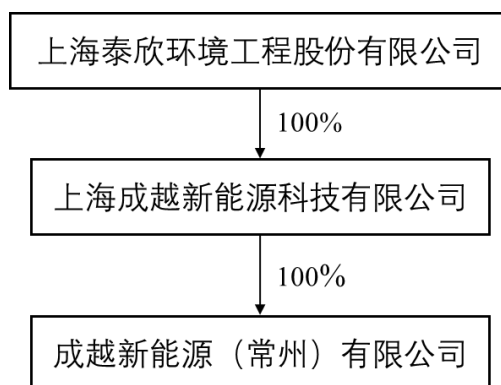 上海泰欣环境工程股份有限公司
100%
上海成越新能源科技有限公司
100%
成越新能源（常州）有限公司